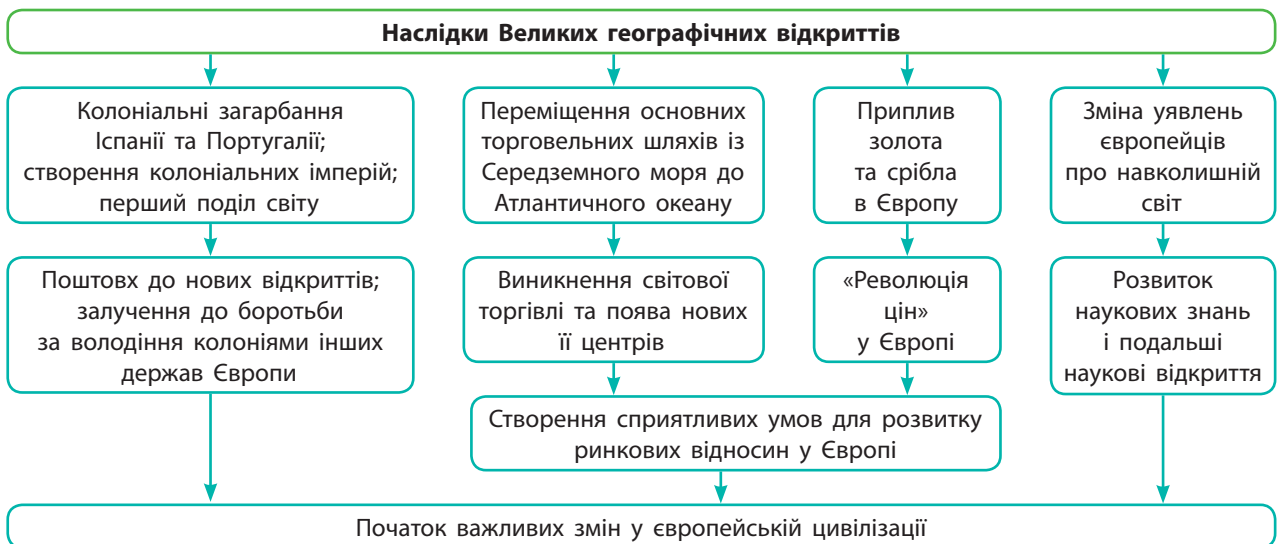 Наслідки Великих географічних відкриттів
Колоніальні загарбання
Іспанії та Португалії;
створення колоніальних імперій;
перший поділ світу
Переміщення основних
торговельних шляхів із
Середземного моря до
Атлантичного океану
Приплив
золота
та срібла
в Європу
Зміна уявлень
європейців
про навколишній
світ
Поштовх до нових відкриттів;
залучення до боротьби
за володіння колоніями інших
держав Європи
Виникнення світової
торгівлі та поява нових
її центрів
«Революція
цін»
у Європі
Розвиток
наукових знань
і подальші
наукові відкриття
Створення сприятливих умов для розвитку
ринкових відносин у Європі
Початок важливих змін у європейській цивілізації